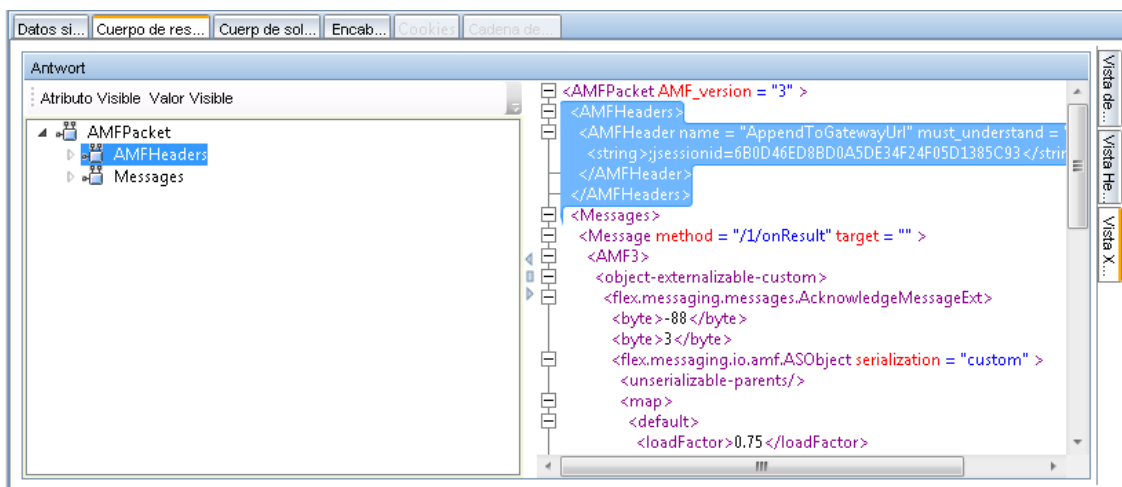 Datos si... Cuerpo de res... Cuerp de sol... Encab... Cookies Cadena de...
Antwort
Atributo Visible Valor Visible
AMFPacket
AMFHeaders
Messages
<AMFPacket AMF_version = "3" >
<AMFHeaders>
<AMFHeader name = "AppendToGatewayUrl" must_understand = "
<string>;jsessionid=6B0D46ED8BD0A5DE34F24F05D1385C93</strin
</AMFHeader>
</AMFHeaders>
<Messages>
<Message method = "/1/onResult" target = "" >
<AMF3>
<object-externalizable-custom>
<flex.messaging.messages.AcknowledgeMessageExt>
<byte>-88</byte>
<byte>3</byte>
<flex.messaging.io.amf.ASObject serialization = "custom" >
<unserializable-parents/>
<map>
<default>
<loadFactor>0.75</loadFactor>
Vista de...
Vista He...
Vista X...